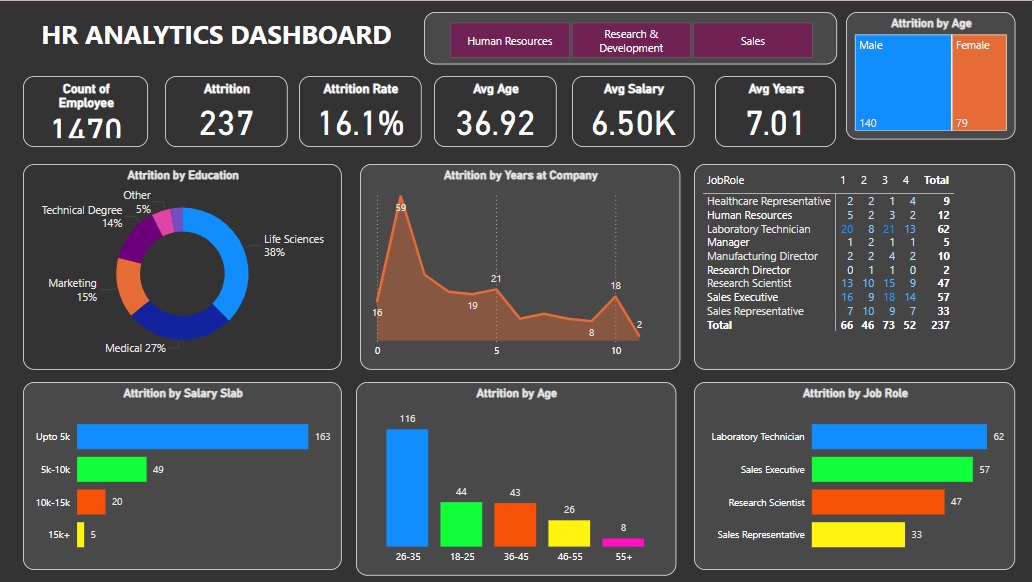 HR ANALYTICS DASHBOARD
Human Resources
Research &
Development
Sales
Attrition by Age
Male
Female
140
79
Count of
Employee
1470
Attrition
237
Attrition Rate
16.1%
Avg Age
36.92
Avg Salary
6.50K
Avg Years
7.01
Attrition by Education
Other
5%
Technical Degree
14%
Life Sciences
38%
Marketing
15%
Medical 27%
Attrition by Years at Company
59
16
19
21
8
18
2
0 5 10
JobRole 1 2 3 4 Total
Healthcare Representative 2 2 1 4 9
Human Resources 5 2 3 2 12
Laboratory Technician 20 8 21 13 62
Manager 1 2 1 1 5
Manufacturing Director 2 2 4 2 10
Research Director 0 1 1 0 2
Research Scientist 13 10 15 9 47
Sales Executive 16 9 18 14 57
Sales Representative 7 10 9 7 33
Total 66 46 73 52 237
Attrition by Salary Slab
Upto 5k 163
5k-10k 49
10k-15k 20
15k+ 5
Attrition by Age
116
44
43
26
8
26-35 18-25 36-45 46-55 55+
Attrition by Job Role
Laboratory Technician 62
Sales Executive 57
Research Scientist 47
Sales Representative 33